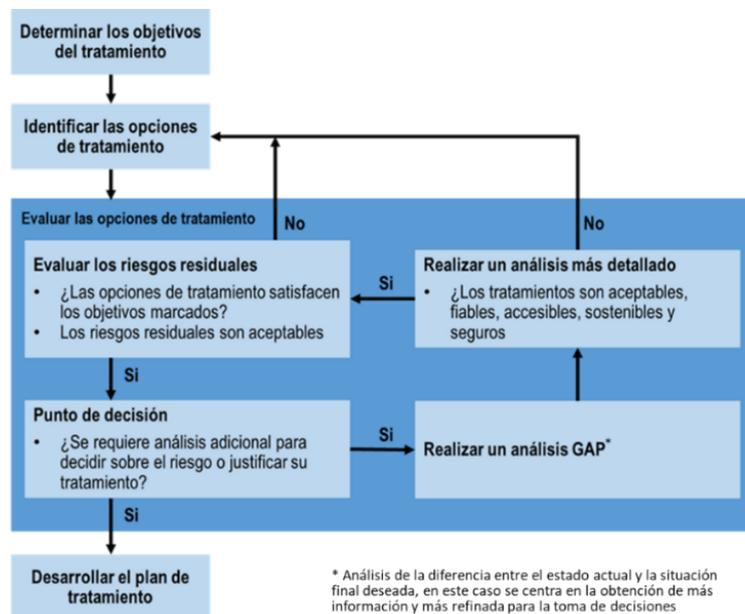 Determinar los objetivos
del tratamiento
Identificar las opciones
de tratamiento
Evaluar las opciones de tratamiento
No
No
Evaluar los riesgos residuales
• ¿Las opciones de tratamiento satisfacen
los objetivos marcados?
• Los riesgos residuales son aceptables
Si
Realizar un análisis más detallado
• ¿Los tratamientos son aceptables,
fiables, accesibles, sostenibles y
seguros
Si
Punto de decisión
• ¿Se requiere análisis adicional para
decidir sobre el riesgo o justificar su
tratamiento?
Si
Realizar un análisis GAP*
Si
Desarrollar el plan de
tratamiento
* Análisis de la diferencia entre el estado actual y la situación
final deseada, en este caso se centra en la obtención de más
información y más refinada para la toma de decisiones